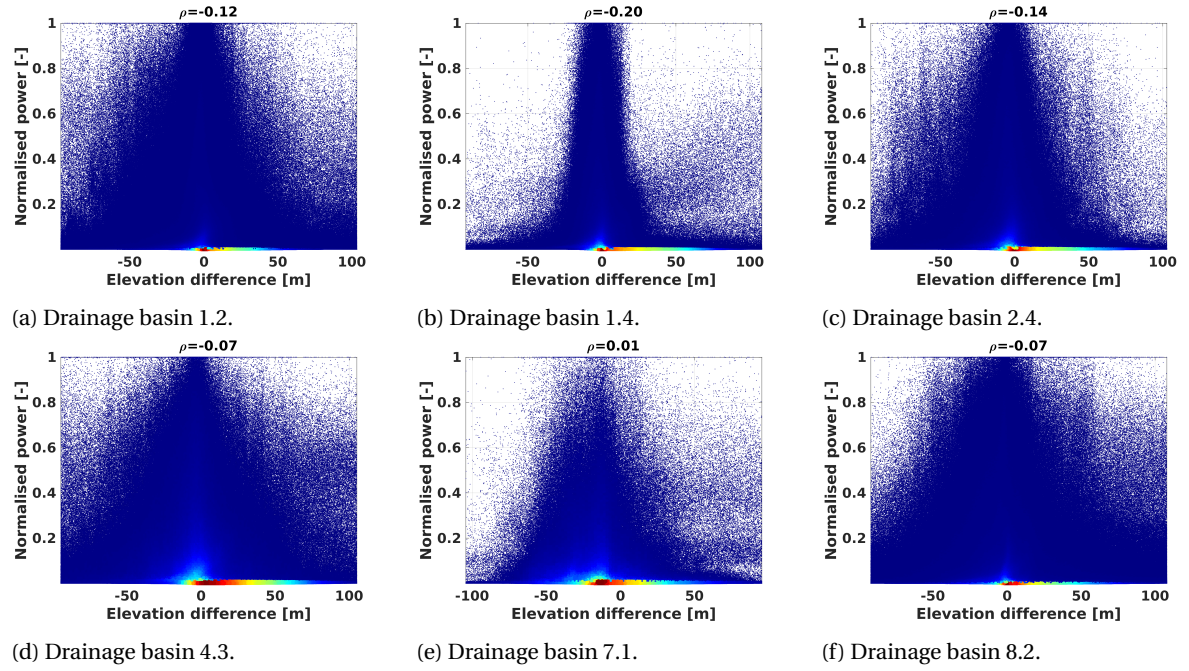 ρ=-0.12
1
0.8
0.6
0.4
0.2
Normalised power [-]
-50 0 50 100
Elevation difference [m]
(a) Drainage basin 1.2.
ρ=-0.20
1
0.8
0.6
0.4
0.2
Normalised power [-]
-50 0 50 100
Elevation difference [m]
(b) Drainage basin 1.4.
ρ=-0.14
1
0.8
0.6
0.4
0.2
Normalised power [-]
-50 0 50 100
Elevation difference [m]
(c) Drainage basin 2.4.
ρ=-0.07
1
0.8
0.6
0.4
0.2
Normalised power [-]
-50 0 50 100
Elevation difference [m]
(d) Drainage basin 4.3.
ρ=0.01
1
0.8
0.6
0.4
0.2
Normalised power [-]
-100 -50 0 50
Elevation difference [m]
(e) Drainage basin 7.1.
ρ=-0.07
1
0.8
0.6
0.4
0.2
Normalised power [-]
-50 0 50 100
Elevation difference [m]
(f) Drainage basin 8.2.